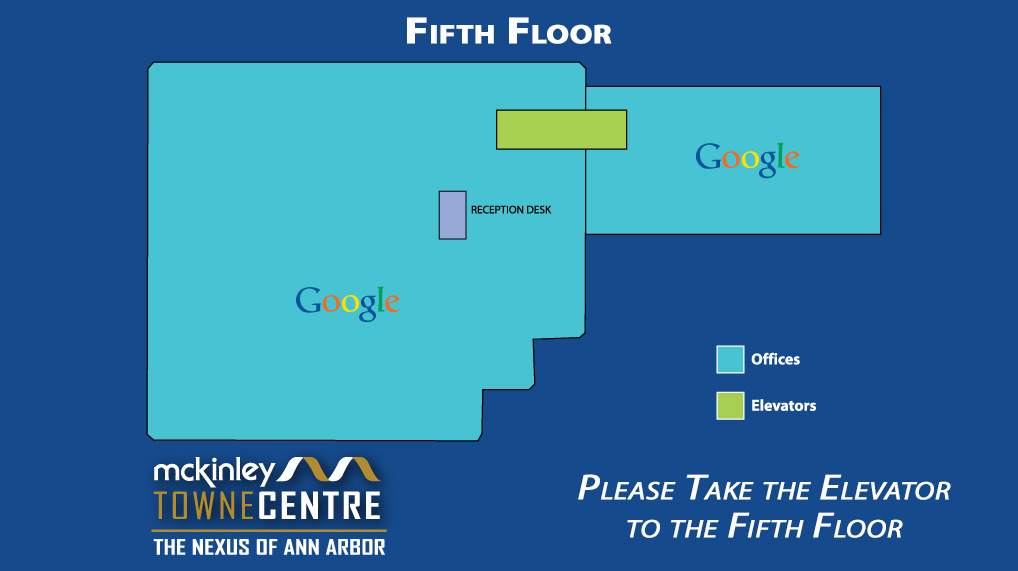 FIFTH FLOOR
Google
RECEPTION DESK
Google
Offices
Elevators
mckinley
TOWNECENTRE
THE NEXUS OF ANN ARBOR
PLEASE TAKE THE ELEVATOR
TO THE FIFTH FLOOR